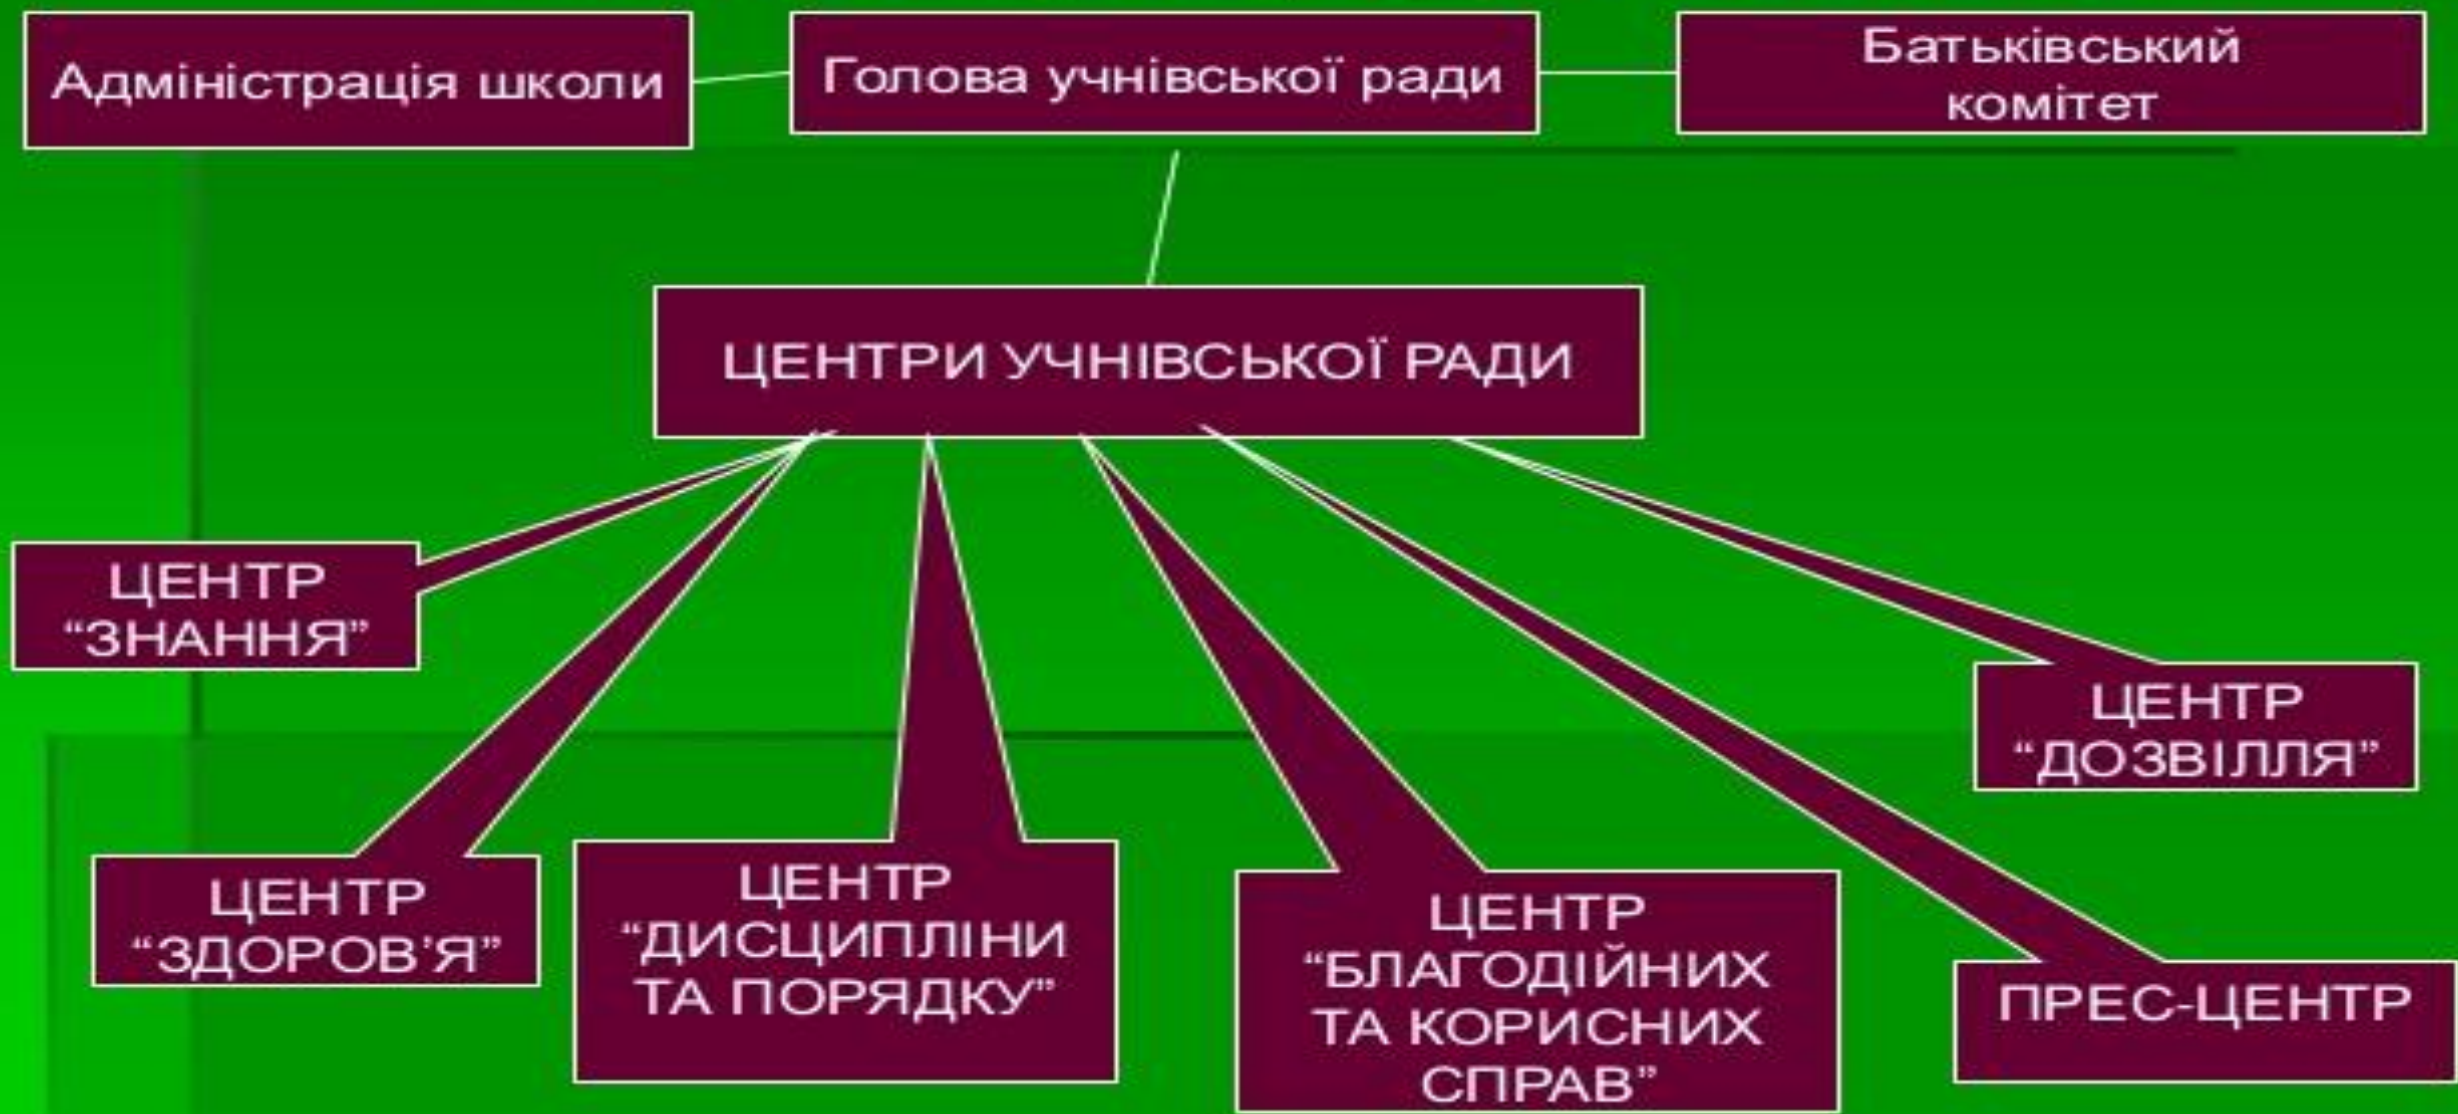 Адміністрація школи
Голова учнівської ради
Батьківський
комітет
ЦЕНТРИ УЧНІВСЬКОЇ РАДИ
ЦЕНТР
“ЗНАННЯ”
ЦЕНТР
“ДОЗВІЛЛЯ”
ЦЕНТР
“ЗДОРОВ’Я”
ЦЕНТР
“ДИСЦИПЛІНИ
ТА ПОРЯДКУ”
ЦЕНТР
“БЛАГОДІЙНИХ
ТА КОРИСНИХ
СПРАВ”
ПРЕС-ЦЕНТР